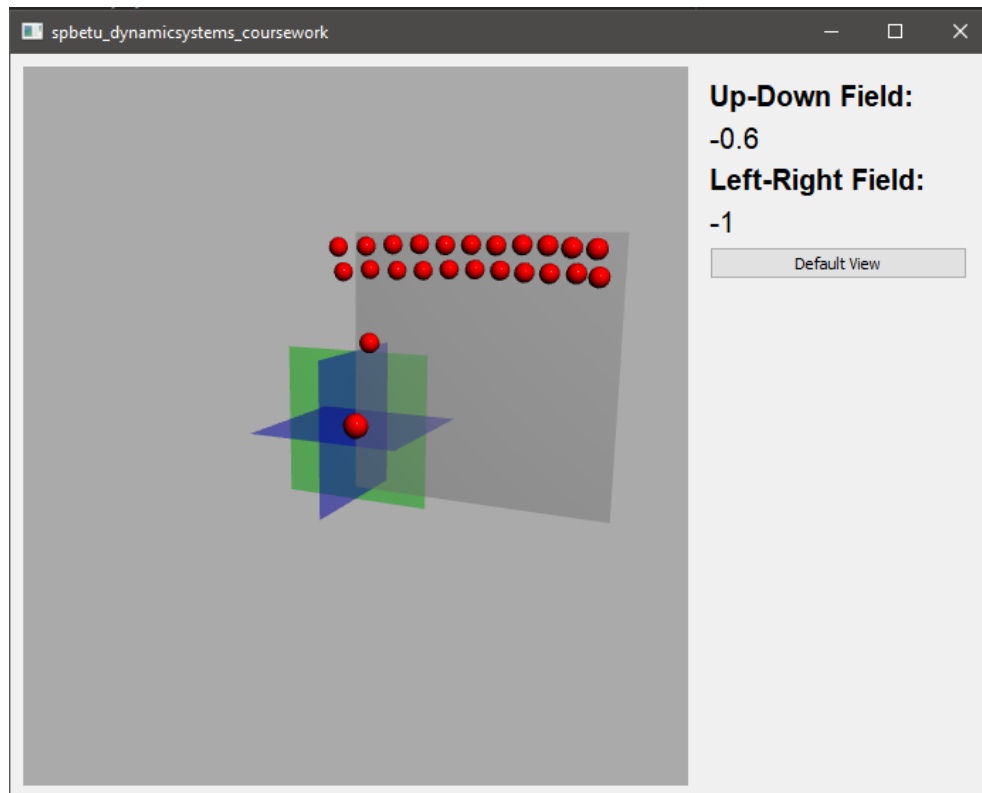 spbetu_dynamicsystems_coursework
Up-Down Field:
-0.6
Left-Right Field:
-1
Default View